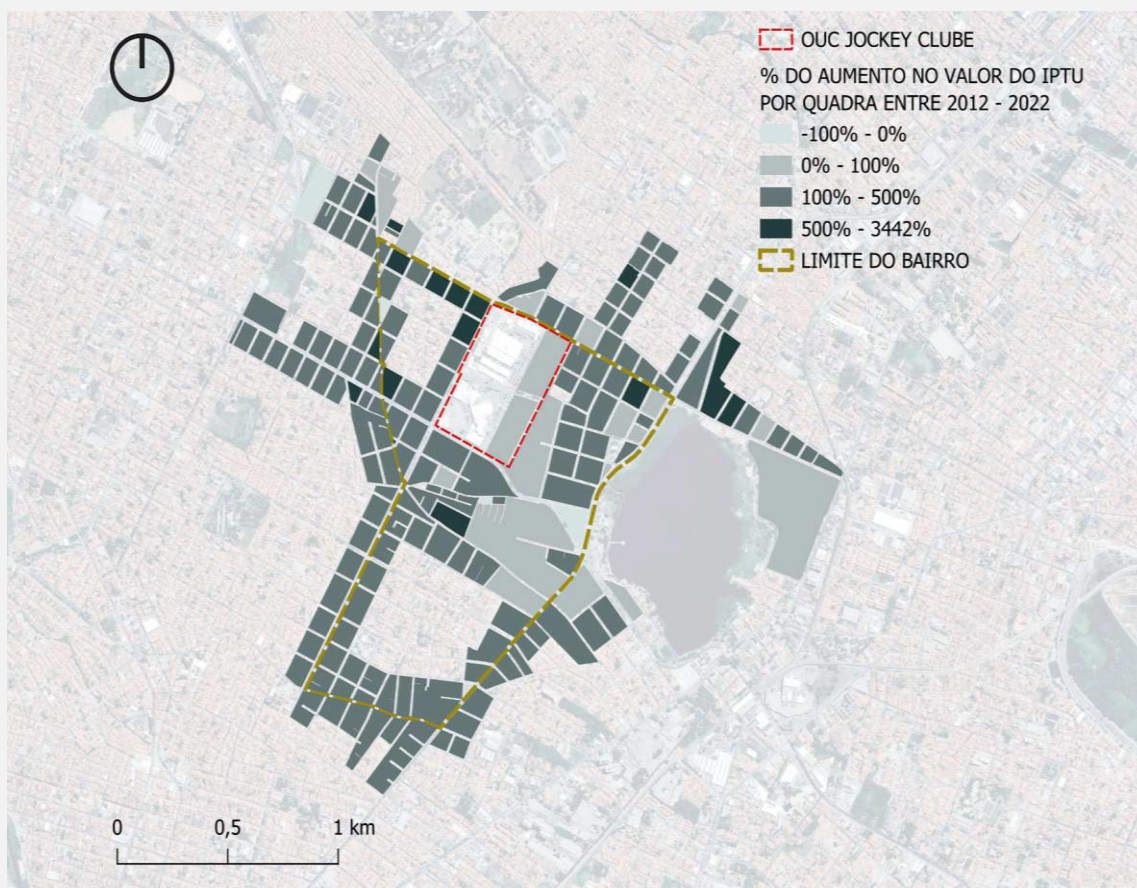 OUC JOCKEY CLUBE
% DO AUMENTO NO VALOR DO IPTU
POR QUADRA ENTRE 2012 - 2022
-100% - 0%
0% - 100%
100% - 500%
500% - 3442%
LIMITE DO BAIRRO
0 0,5 1 km